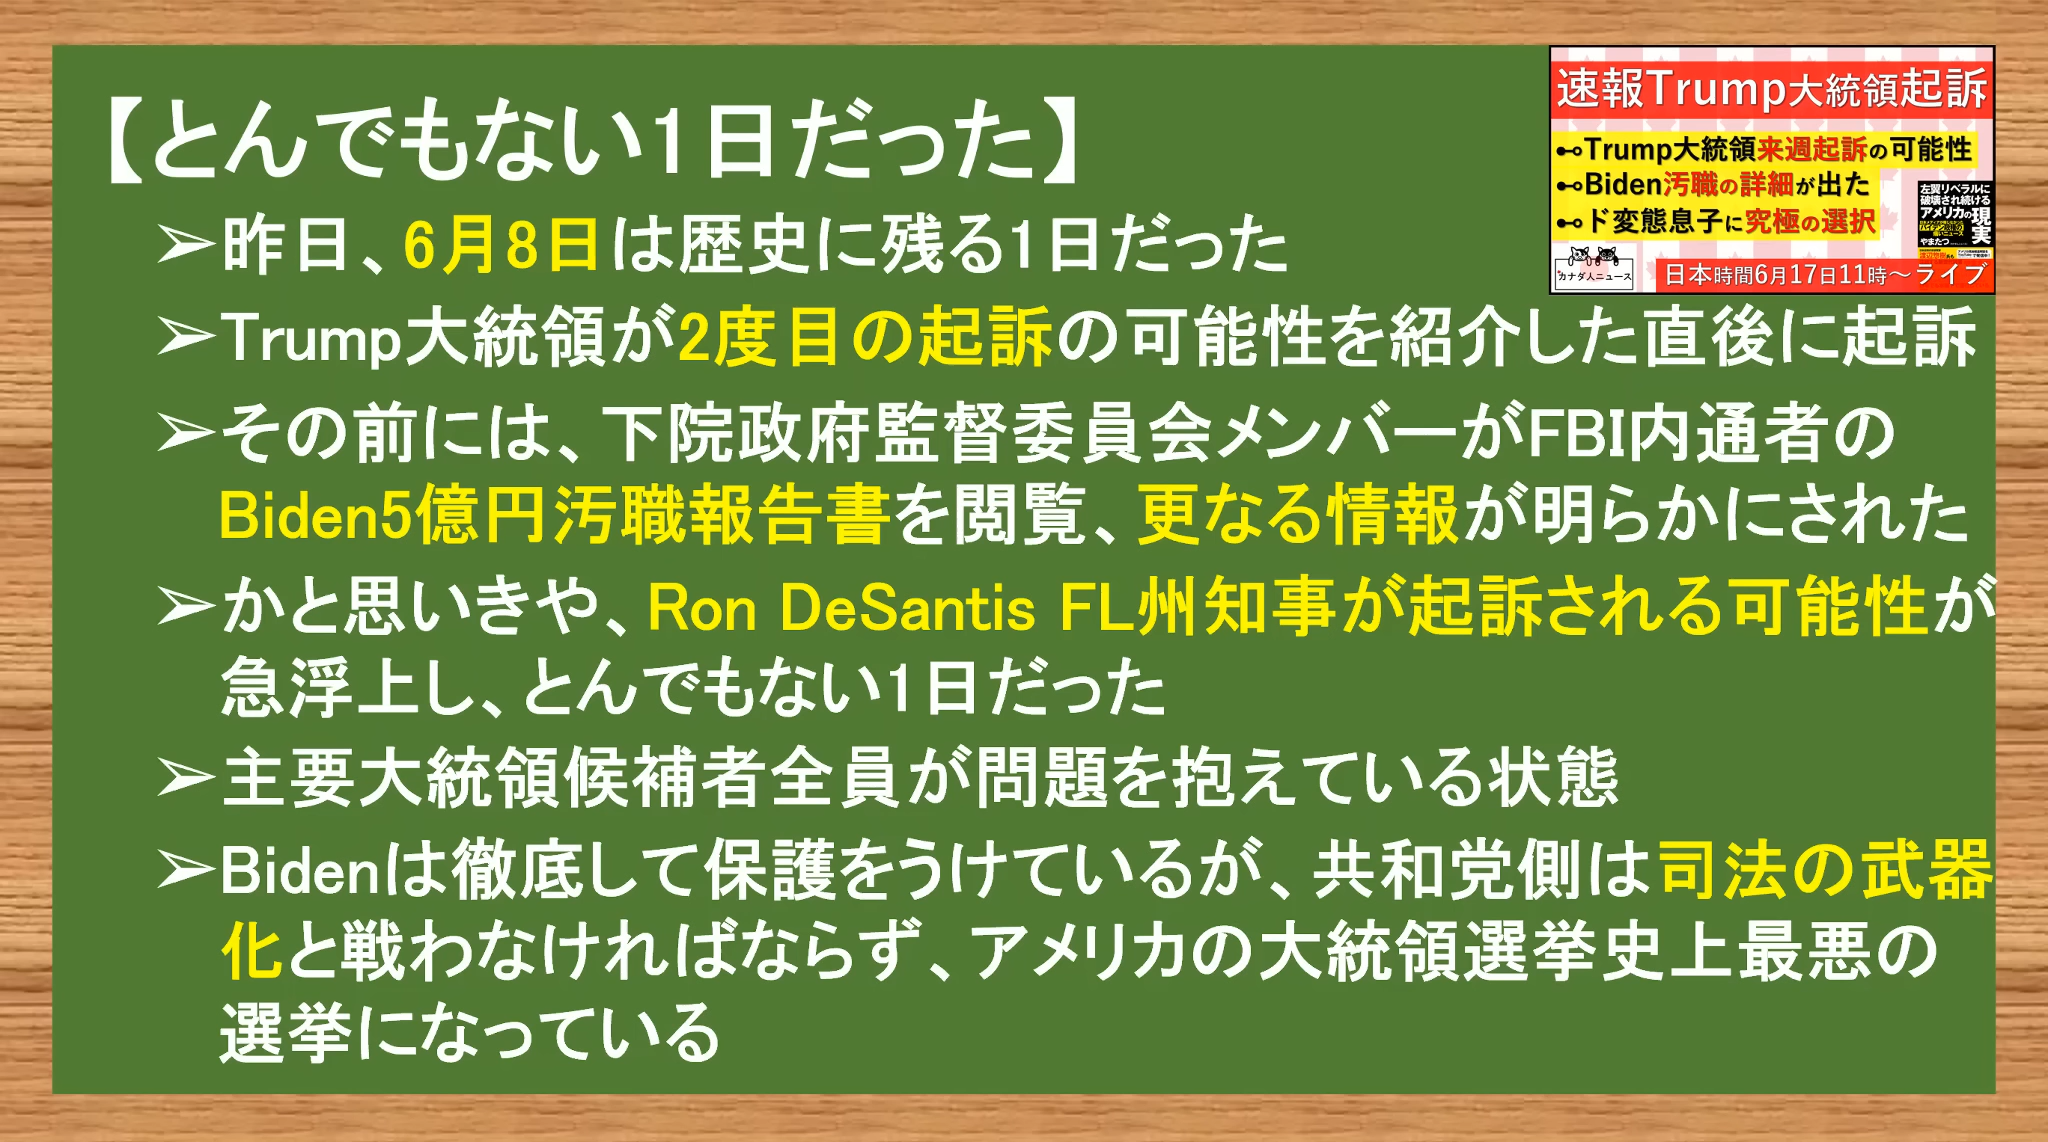 【とんでもない1日だった】
➢昨日、6月8日は歴史に残る1日だった
➢Trump大統領が2度目の起訴の可能性を紹介した直後に起訴
➢その前には、下院政府監督委員会メンバーがFBI内通者の
Biden5億円汚職報告書を閲覧、更なる情報が明らかにされた
➢かと思いきや、Ron DeSantis FL州知事が起訴される可能性が
急浮上し、とんでもない1日だった
➢主要大統領候補者全員が問題を抱えている状態
➢Bidenは徹底して保護をうけているが、共和党側は司法の武器
化と戦わなければならず、アメリカの大統領選挙史上最悪の
選挙になっている
速報Trump大統領起訴
Trump大統領来週起訴の可能性
Biden汚職の詳細が出た
ド変態息子に究極の選択
左翼リベラルに
破壊され続ける
アメリカの現実
やまたつ
カナダ人ニュース
日本時間6月17日11時～ライブ